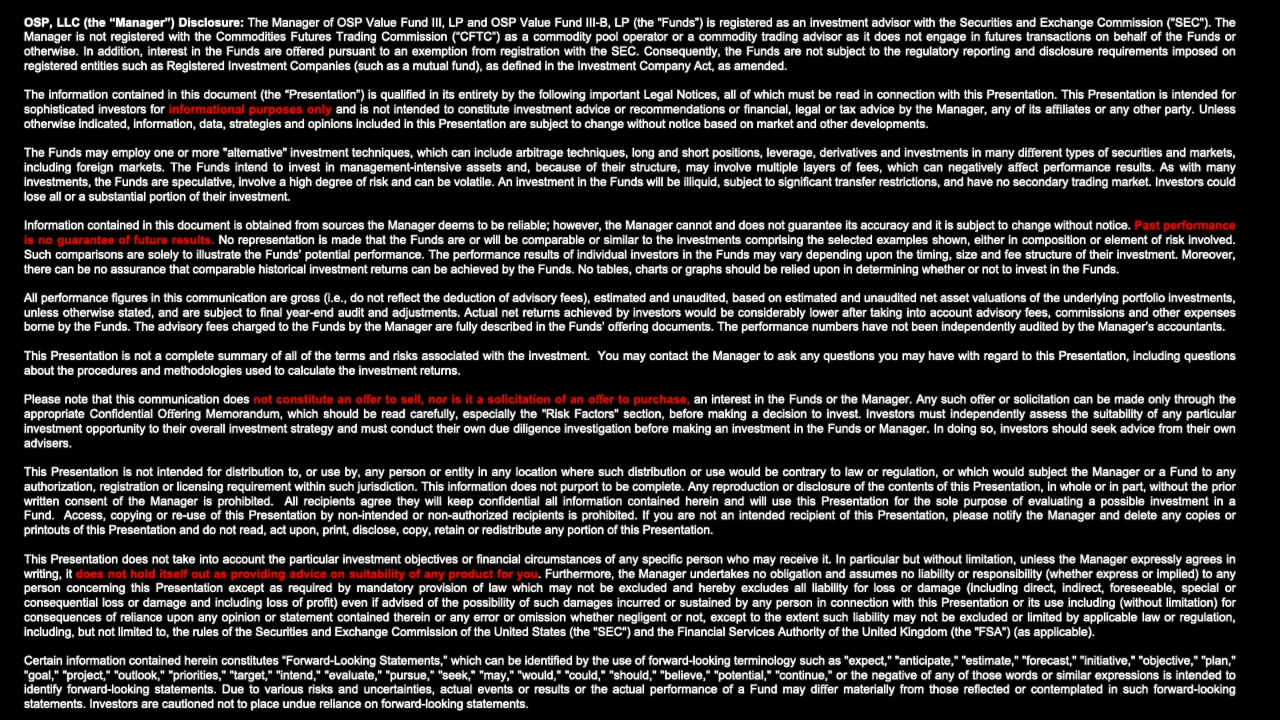 OSP, LLC (the “Manager”) Disclosure: The Manager of OSP Value Fund III, LP and OSP Value Fund III-B, LP (the “Funds”) is registered as an investment advisor with the Securities and Exchange Commission ("SEC"). The
Manager is not registered with the Commodities Futures Trading Commission ("CFTC") as a commodity pool operator or a commodity trading advisor as it does not engage in futures transactions on behalf of the Funds or
otherwise. In addition, interest in the Funds are offered pursuant to an exemption from registration with the SEC. Consequently, the Funds are not subject to the regulatory reporting and disclosure requirements imposed on
registered entities such as Registered Investment Companies (such as a mutual fund), as defined in the Investment Company Act, as amended.
The information contained in this document (the “Presentation”) is qualified in its entirety by the following important Legal Notices, all of which must be read in connection with this Presentation. This Presentation is intended for
sophisticated investors for informational purposes only and is not intended to constitute investment advice or recommendations or financial, legal or tax advice by the Manager, any of its affiliates or any other party. Unless
otherwise indicated, information, data, strategies and opinions included in this Presentation are subject to change without notice based on market and other developments.
The Funds may employ one or more "alternative" investment techniques, which can include arbitrage techniques, long and short positions, leverage, derivatives and investments in many different types of securities and markets,
including foreign markets. The Funds intend to invest in management-intensive assets and, because of their structure, may involve multiple layers of fees, which can negatively affect performance results. As with many
investments, the Funds are speculative, involve a high degree of risk and can be volatile. An investment in the Funds will be illiquid, subject to significant transfer restrictions, and have no secondary trading market. Investors could
lose all or a substantial portion of their investment.
Information contained in this document is obtained from sources the Manager deems to be reliable; however, the Manager cannot and does not guarantee its accuracy and it is subject to change without notice. Past performance
is no guarantee of future results. No representation is made that the Funds are or will be comparable or similar to the investments comprising the selected examples shown, either in composition or element of risk involved.
Such comparisons are solely to illustrate the Funds’ potential performance. The performance results of individual investors in the Funds may vary depending upon the timing, size and fee structure of their investment. Moreover,
there can be no assurance that comparable historical investment returns can be achieved by the Funds. No tables, charts or graphs should be relied upon in determining whether or not to invest in the Funds.
All performance figures in this communication are gross (i.e., do not reflect the deduction of advisory fees), estimated and unaudited, based on estimated and unaudited net asset valuations of the underlying portfolio investments,
unless otherwise stated, and are subject to final year-end audit and adjustments. Actual net returns achieved by investors would be considerably lower after taking into account advisory fees, commissions and other expenses
borne by the Funds. The advisory fees charged to the Funds by the Manager are fully described in the Funds’ offering documents. The performance numbers have not been independently audited by the Manager's accountants.
This Presentation is not a complete summary of all of the terms and risks associated with the investment. You may contact the Manager to ask any questions you may have with regard to this Presentation, including questions
about the procedures and methodologies used to calculate the investment returns.
Please note that this communication does not constitute an offer to sell, nor is it a solicitation of an offer to purchase, an interest in the Funds or the Manager. Any such offer or solicitation can be made only through the
appropriate Confidential Offering Memorandum, which should be read carefully, especially the "Risk Factors" section, before making a decision to invest. Investors must independently assess the suitability of any particular
investment opportunity to their overall investment strategy and must conduct their own due diligence investigation before making an investment in the Funds or Manager. In doing so, investors should seek advice from their own
advisers.
This Presentation is not intended for distribution to, or use by, any person or entity in any location where such distribution or use would be contrary to law or regulation, or which would subject the Manager or a Fund to any
authorization, registration or licensing requirement within such jurisdiction. This information does not purport to be complete. Any reproduction or disclosure of the contents of this Presentation, in whole or in part, without the prior
written consent of the Manager is prohibited. All recipients agree they will keep confidential all information contained herein and will use this Presentation for the sole purpose of evaluating a possible investment in a
Fund. Access, copying or re-use of this Presentation by non-intended or non-authorized recipients is prohibited. If you are not an intended recipient of this Presentation, please notify the Manager and delete any copies or
printouts of this Presentation and do not read, act upon, print, disclose, copy, retain or redistribute any portion of this Presentation.
This Presentation does not take into account the particular investment objectives or financial circumstances of any specific person who may receive it. In particular but without limitation, unless the Manager expressly agrees in
writing, it does not hold itself out as providing advice on suitability of any product for you. Furthermore, the Manager undertakes no obligation and assumes no liability or responsibility (whether express or implied) to any
person concerning this Presentation except as required by mandatory provision of law which may not be excluded and hereby excludes all liability for loss or damage (including direct, indirect, foreseeable, special or
consequential loss or damage and including loss of profit) even if advised of the possibility of such damages incurred or sustained by any person in connection with this Presentation or its use including (without limitation) for
consequences of reliance upon any opinion or statement contained therein or any error or omission whether negligent or not, except to the extent such liability may not be excluded or limited by applicable law or regulation,
including, but not limited to, the rules of the Securities and Exchange Commission of the United States (the "SEC") and the Financial Services Authority of the United Kingdom (the "FSA") (as applicable).
Certain information contained herein constitutes “Forward-Looking Statements,” which can be identified by the use of forward-looking terminology such as "expect," "anticipate," "estimate," "forecast," "initiative," "objective," "plan,"
"goal," "project," "outlook," "priorities," "target," "intend," "evaluate," "pursue," "seek," "may," "would," "could," "should," "believe," "potential," "continue," or the negative of any of those words or similar expressions is intended to
identify forward-looking statements. Due to various risks and uncertainties, actual events or results or the actual performance of a Fund may differ materially from those reflected or contemplated in such forward-looking
statements. Investors are cautioned not to place undue reliance on forward-looking statements.